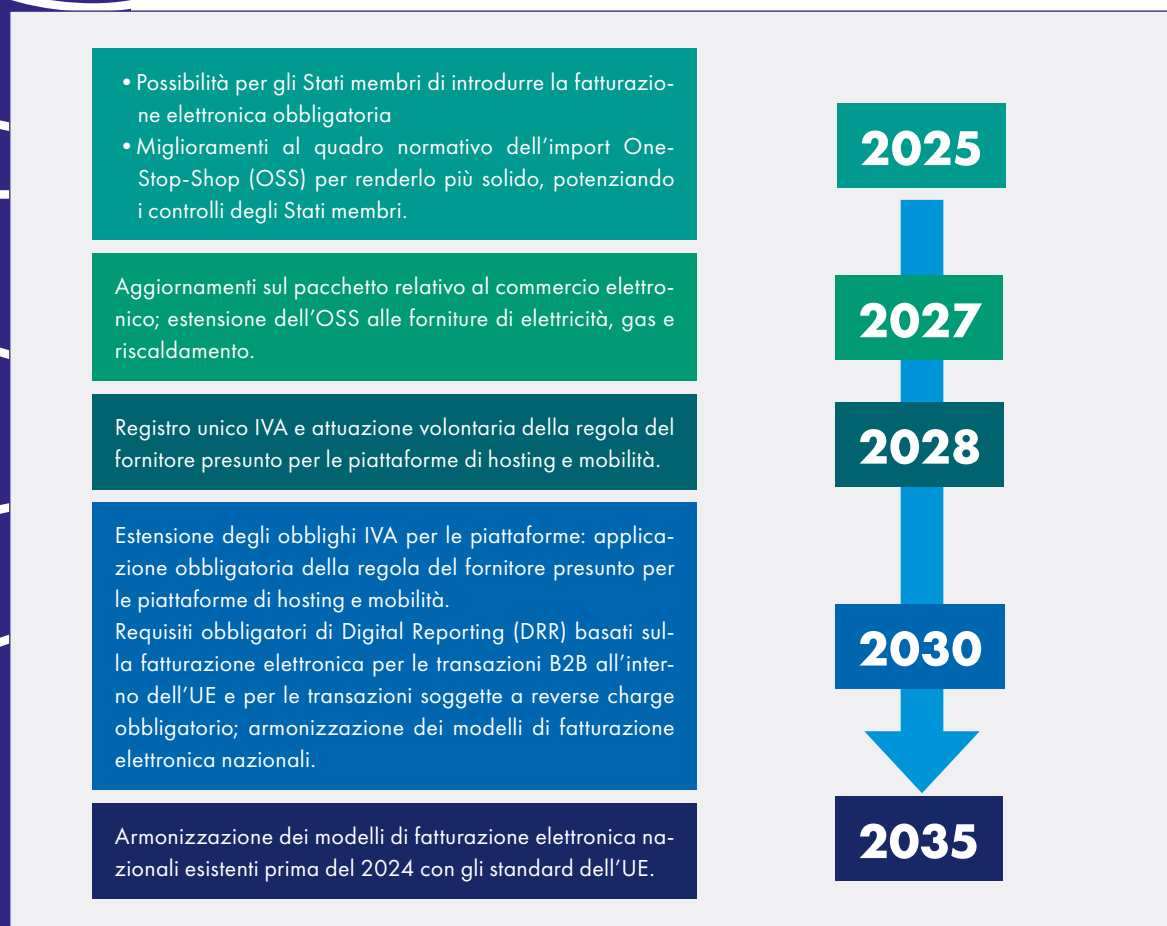 • Possibilità per gli Stati membri di introdurre la fatturazio-
ne elettronica obbligatoria
• Miglioramenti al quadro normativo dell'import One-
Stop-Shop (OSS) per renderlo più solido, potenziando
i controlli degli Stati membri.
2025
Aggiornamenti sul pacchetto relativo al commercio elettro-
nico; estensione dell'OSS alle forniture di elettricità, gas e
riscaldamento.
2027
Registro unico IVA e attuazione volontaria della regola del
fornitore presunto per le piattaforme di hosting e mobilità.
2028
Estensione degli obblighi IVA per le piattaforme: applica-
zione obbligatoria della regola del fornitore presunto per
le piattaforme di hosting e mobilità.
Requisiti obbligatori di Digital Reporting (DRR) basati sul-
la fatturazione elettronica per le transazioni B2B all'inter-
no dell'UE e per le transazioni soggette a reverse charge
obbligatorio; armonizzazione dei modelli di fatturazione
elettronica nazionali.
2030
Armonizzazione dei modelli di fatturazione elettronica na-
zionali esistenti prima del 2024 con gli standard dell'UE.
2035